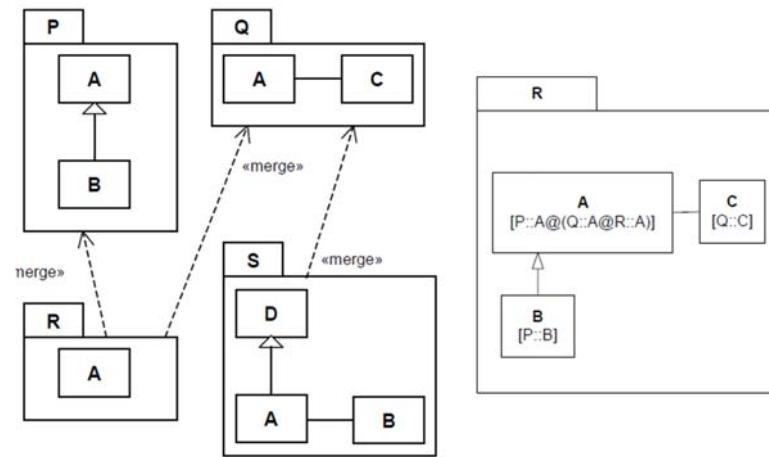 P
A
B
Q
A
C
«merge»
merge»
«merge»
R
A
S
D
A
B
R
A
[P::A@(Q::A@R::A)]
C
[Q::C]
B
[P::B]